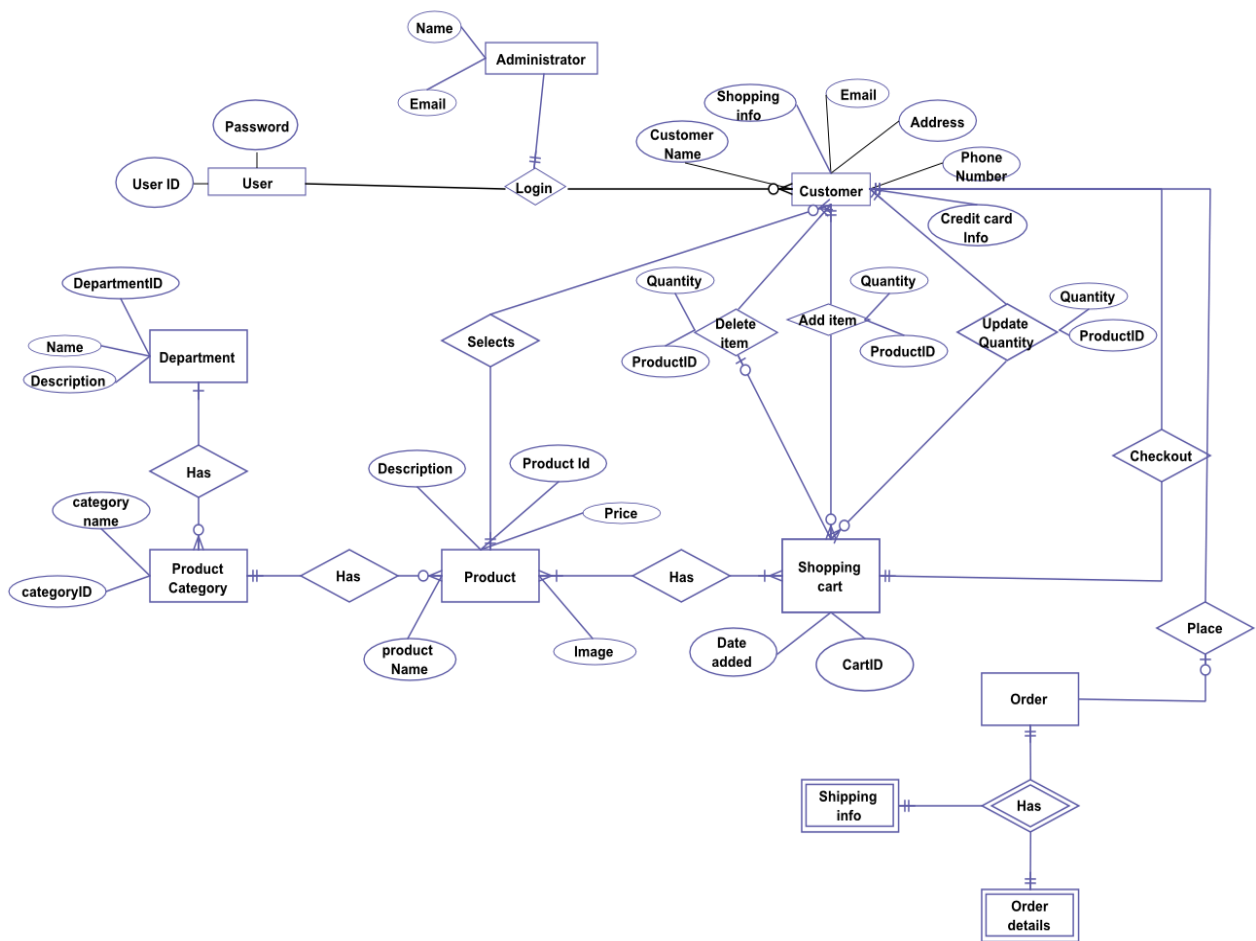 Name
Administrator
Email
Password
User ID
User
Login
Shopping
info
Email
Address
Customer
Name
Phone
Number
Customer
Credit card
Info
DepartmentID
Name
Department
Description
Selects
Quantity
Delete
item
ProductID
Quantity
Add item
ProductID
Update
Quantity
Quantity
ProductID
Has
Checkout
category
name
Description
Product Id
Price
categoryID
Product
Category
Has
Product
Has
Shopping
cart
product
Name
Image
Date
added
CartID
Place
Order
Shipping
info
Has
Order
details